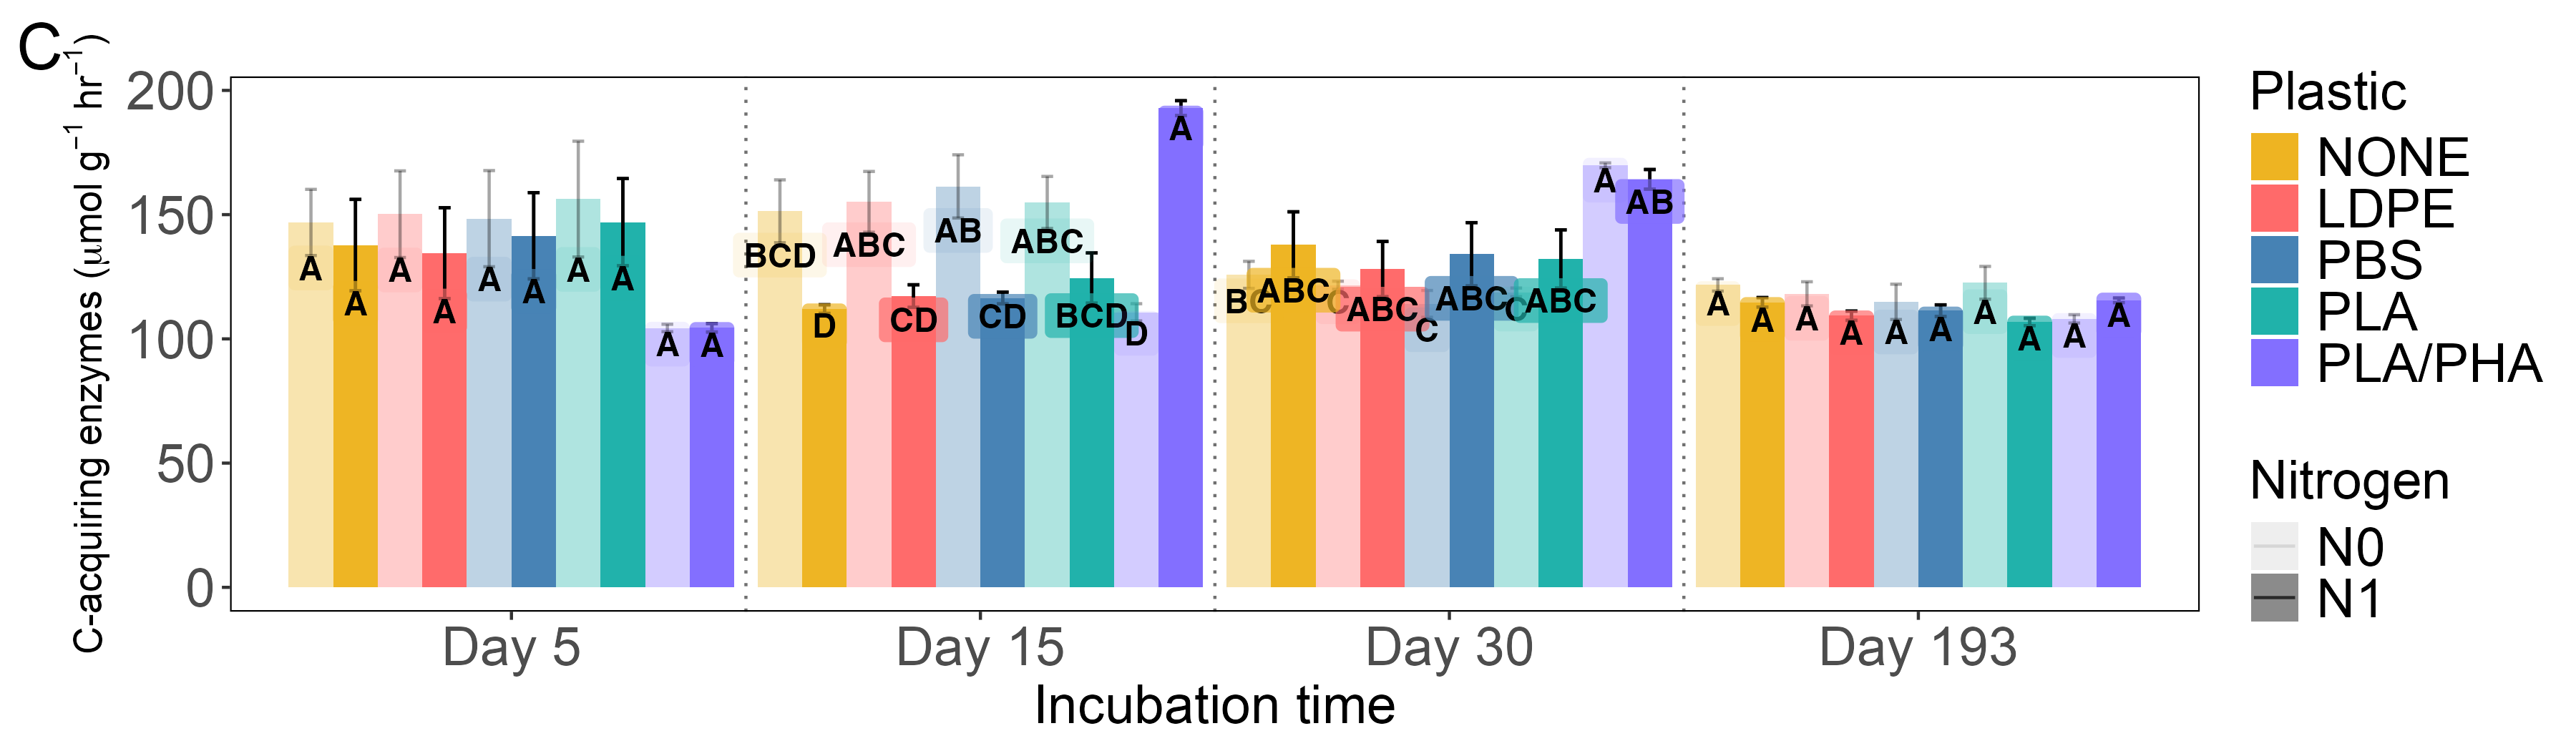 C
C-acquiring enzymes (μmol g⁻¹ hr⁻¹)
200
150
100
50
0
A A A A A A A A A A
BCD D ABC CD AB CD ABC BCD D A
BC ABC C ABC C ABC C ABC A AB
A A A A A A A A A A
Day 5 Day 15 Day 30 Day 193
Incubation time
Plastic
NONE
LDPE
PBS
PLA
PLA/PHA
Nitrogen
N0
N1